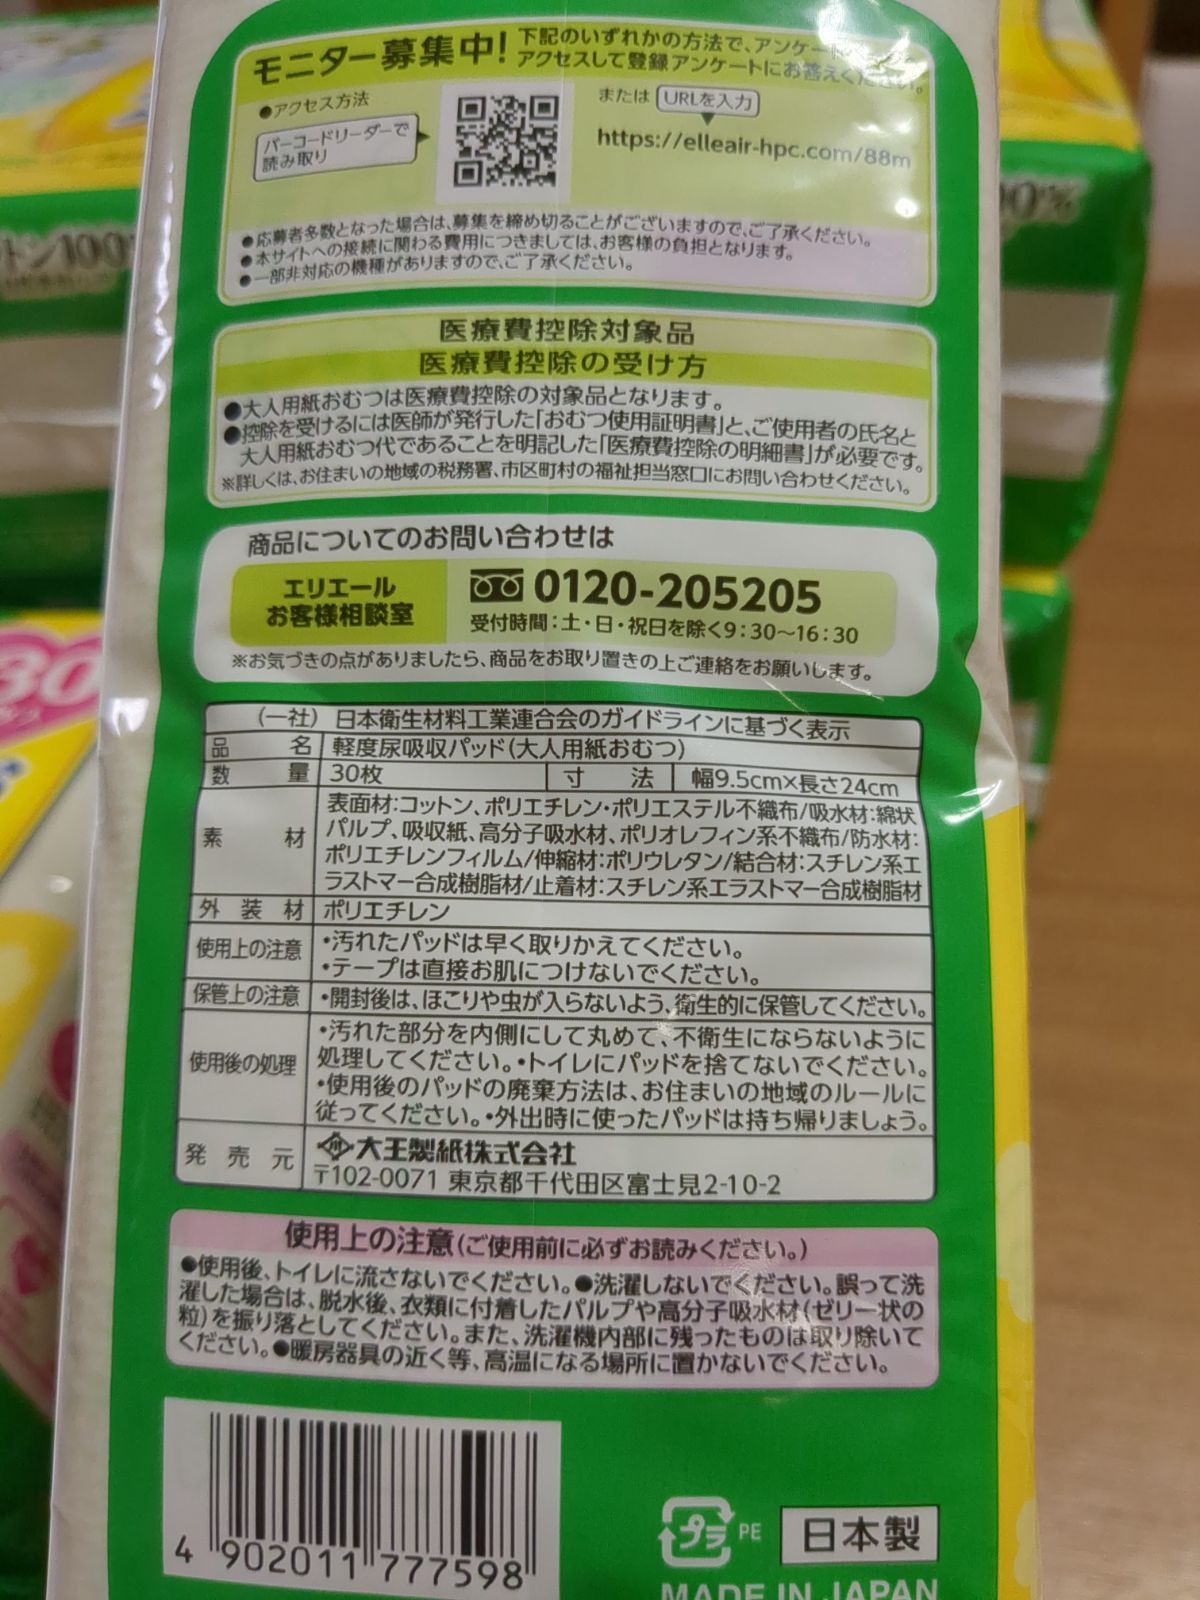 モニター募集中!
下記のいずれかの方法で、アンケート
アクセスして登録アンケートにお答えください。
●アクセス方法
バーコードリーダーで
読み取り
または URLを入力
https://elleair-hpc.com/88m
●応募者多数となった場合は、募集を締め切ることがございますので、ご了承ください。
●本サイトへの接続に関わる費用につきましては、お客様の負担となります。
●一部非対応の機種がありますので、ご了承ください。
医療費控除対象品
医療費控除の受け方
●大人用紙おむつは医療費控除の対象品となります。
●控除を受けるには医師が発行した「おむつ使用証明書」と、ご使用者の氏名と
大人用紙おむつ代であることを明記した「医療費控除の明細書」が必要です。
※詳しくは、お住まいの地域の税務署、市区町村の福祉担当窓口にお問い合わせください。
商品についてのお問い合わせは
エリエール
お客様相談室
0120-205205
受付時間:土・日・祝日を除く9:30〜16:30
※お気づきの点がありましたら、商品をお取り置きの上ご連絡をお願いします。
(一社) 日本衛生材料工業連合会のガイドラインに基づく表示
品名 軽度尿吸収パッド(大人用紙おむつ)
数量 30枚 寸法 幅9.5cm×長さ24cm
素材 表面材:コットン、ポリエチレン・ポリエステル不織布/吸水材:綿状
パルプ、吸収紙、高分子吸水材、ポリオレフィン系不織布/防水材:
ポリエチレンフィルム/伸縮材:ポリウレタン/結合材:スチレン系エ
ラストマー合成樹脂材/止着材:スチレン系エラストマー合成樹脂材
外装材 ポリエチレン
使用上の注意 ・汚れたパッドは早く取りかえてください。
・テープは直接お肌につけないでください。
保管上の注意 ・開封後は、ほこりや虫が入らないよう、衛生的に保管してください。
使用後の処理 ・汚れた部分を内側にして丸めて、不衛生にならないように
処理してください。・トイレにパッドを捨てないでください。
・使用後のパッドの廃棄方法は、お住まいの地域のルールに
従ってください。・外出時に使ったパッドは持ち帰りましょう。
発売元 大王製紙株式会社
〒102-0071 東京都千代田区富士見2-10-2
使用上の注意(ご使用前に必ずお読みください。)
●使用後、トイレに流さないでください。●洗濯しないでください。誤って洗
濯した場合は、脱水後、衣類に付着したパルプや高分子吸水材(ゼリー状の
粒)を振り落としてください。また、洗濯機内部に残ったものは取り除いて
ください。●暖房器具の近く等、高温になる場所に置かないでください。
4 902011 777598
プラ PE
日本製
MADE IN JAPAN
トン100
00%
30